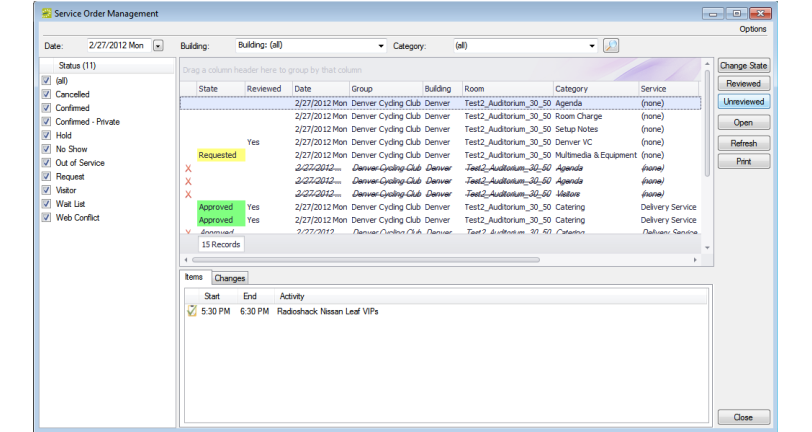 Service Order Management
Options
Date: 2/27/2012 Mon Building: Building: (all) Category: (all)
Status (11)
(all)
Cancelled
Confirmed
Confirmed - Private
Hold
No Show
Out of Service
Request
Visitor
Wait List
Web Conflict
Drag a column header here to group by that column
State Reviewed Date Group Building Room Category Service
2/27/2012 Mon Denver Cycling Club Denver Test2_Auditorium_30_50 Agenda (none)
2/27/2012 Mon Denver Cycling Club Denver Test2_Auditorium_30_50 Room Charge (none)
2/27/2012 Mon Denver Cycling Club Denver Test2_Auditorium_30_50 Setup Notes (none)
Yes 2/27/2012 Mon Denver Cycling Club Denver Test2_Auditorium_30_50 Denver VC (none)
Requested 2/27/2012 Mon Denver Cycling Club Denver Test2_Auditorium_30_50 Multimedia & Equipment (none)
X 2/27/2012 ... Denver Cycling Club Denver Test2_Auditorium_30_50 Agenda (none)
X 2/27/2012 ... Denver Cycling Club Denver Test2_Auditorium_30_50 Agenda (none)
X 2/27/2012 ... Denver Cycling Club Denver Test2_Auditorium_30_50 Visitors (none)
Approved Yes 2/27/2012 Mon Denver Cycling Club Denver Test2_Auditorium_30_50 Catering Delivery Service
Approved Yes 2/27/2012 Mon Denver Cycling Club Denver Test2_Auditorium_30_50 Catering Delivery Service
X Approved 2/27/2012 ... Denver Cycling Club Denver Test2_Auditorium_30_50 Catering Delivery Service
15 Records
Change State
Reviewed
Unreviewed
Open
Refresh
Print
Items Changes
Start End Activity
5:30 PM 6:30 PM Radioshack Nissan Leaf VIPs
Close